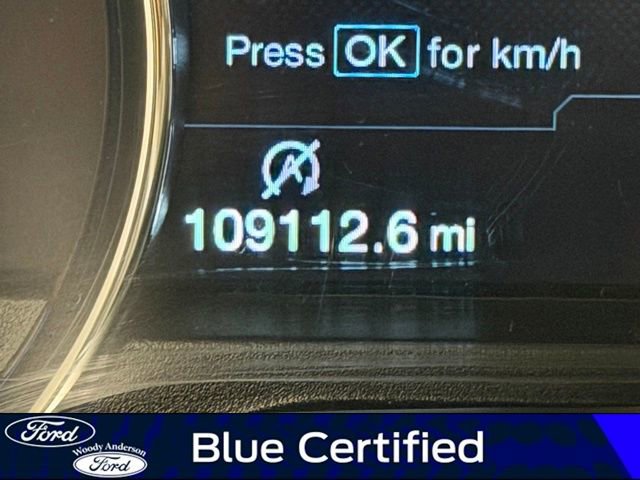 Press OK for km/h
A
109112.6 mi
Ford
Woody Anderson
Ford
Blue Certified